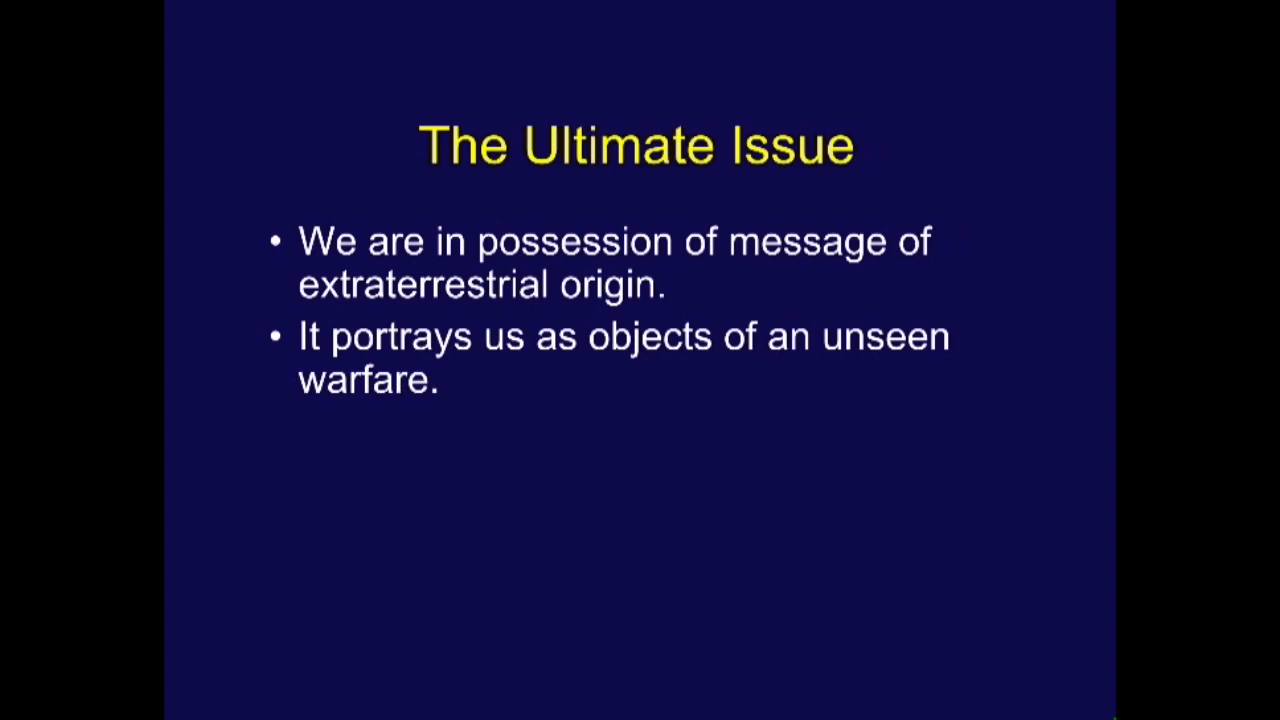 The Ultimate Issue
• We are in possession of message of
extraterrestrial origin.
• It portrays us as objects of an unseen
warfare.